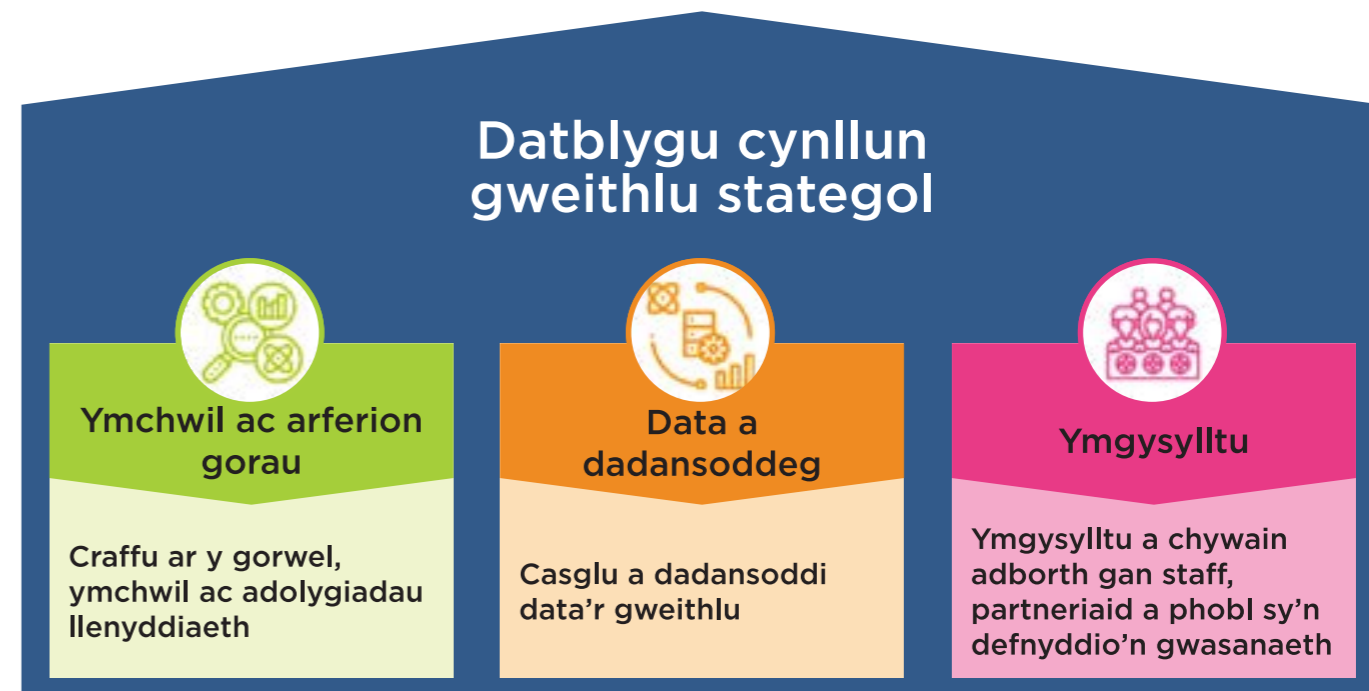 Datblygu cynllun
gweithlu stategol
Ymchwil ac arferion
gorau
Craffu ar y gorwel,
ymchwil ac adolygiadau
llenyddiaeth
Data a
dadansoddeg
Casglu a dadansoddi
data’r gweithlu
Ymgysylltu
Ymgysylltu a chywain
adborth gan staff,
partneriaid a phobl sy’n
defnyddio’n gwasanaeth